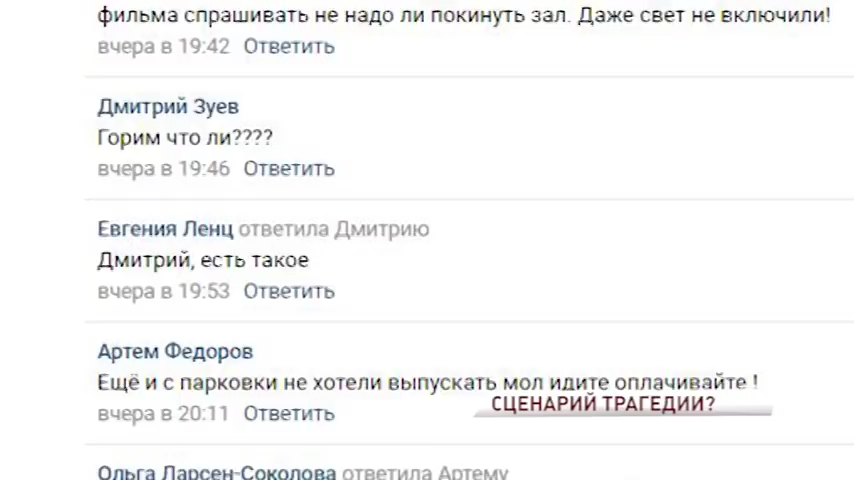 фильма спрашивать не надо ли покинуть зал. Даже свет не включили!
вчера в 19:42 Ответить
Дмитрий Зуев
Горим что ли????
вчера в 19:46 Ответить
Евгения Ленц ответила Дмитрию
Дмитрий, есть такое
вчера в 19:53 Ответить
Артем Федоров
Ещё и с парковки не хотели выпускать мол идите оплачивайте !
вчера в 20:11 Ответить
СЦЕНАРИЙ ТРАГЕДИИ?
Ольга Ларсен-Соколова ответила Артему